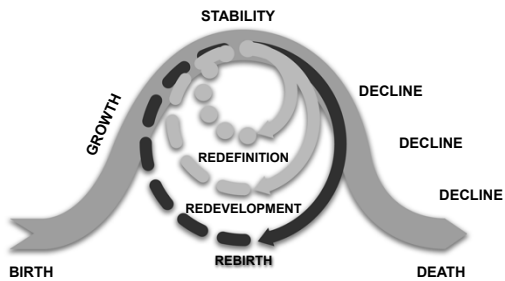 STABILITY
GROWTH
DECLINE
DECLINE
REDEFINITION
DECLINE
REDEVELOPMENT
REBIRTH
BIRTH
DEATH